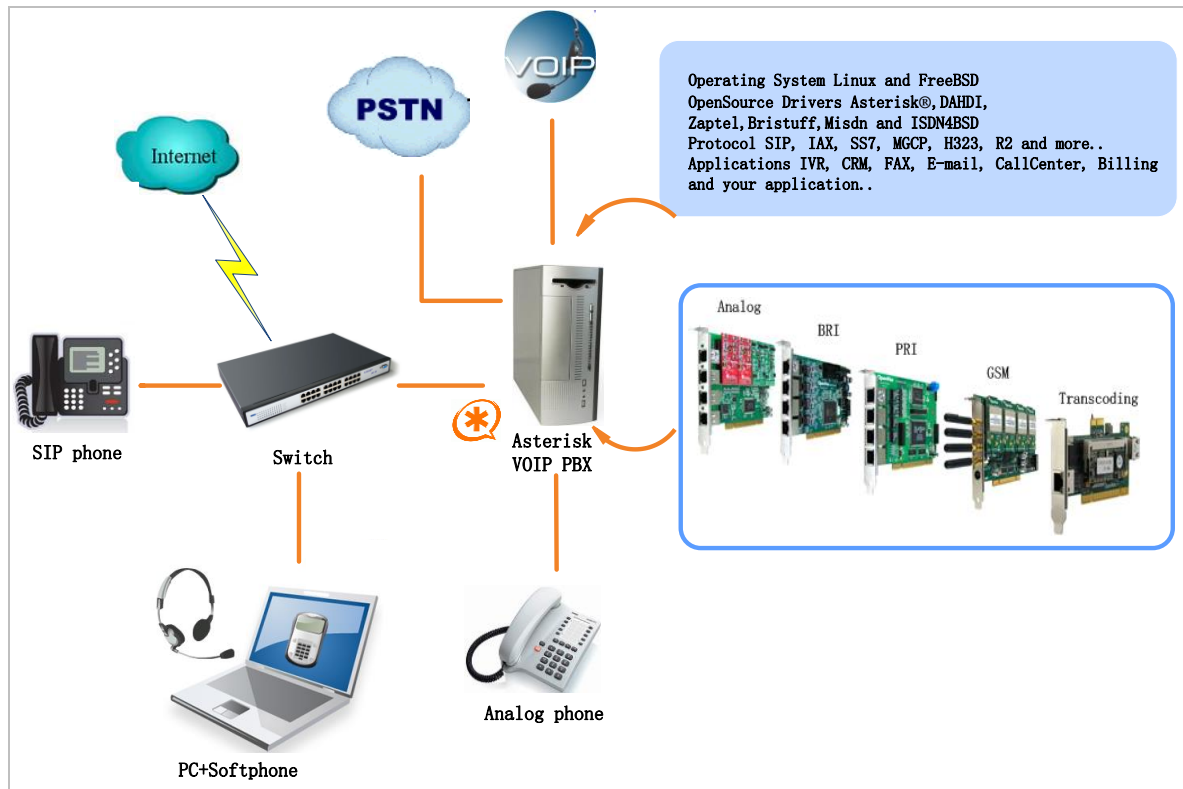 VOIP
PSTN
Internet
Operating System Linux and FreeBSD
OpenSource Drivers Asterisk®,DAHDI,
Zaptel,Bristuff,Misdn and ISDN4BSD
Protocol SIP, IAX, SS7, MGCP, H323, R2 and more..
Applications IVR, CRM, FAX, E-mail, CallCenter, Billing
and your application..
Analog
BRI
PRI
GSM
Transcoding
SIP phone
Switch
Asterisk
VOIP PBX
Analog phone
PC+Softphone